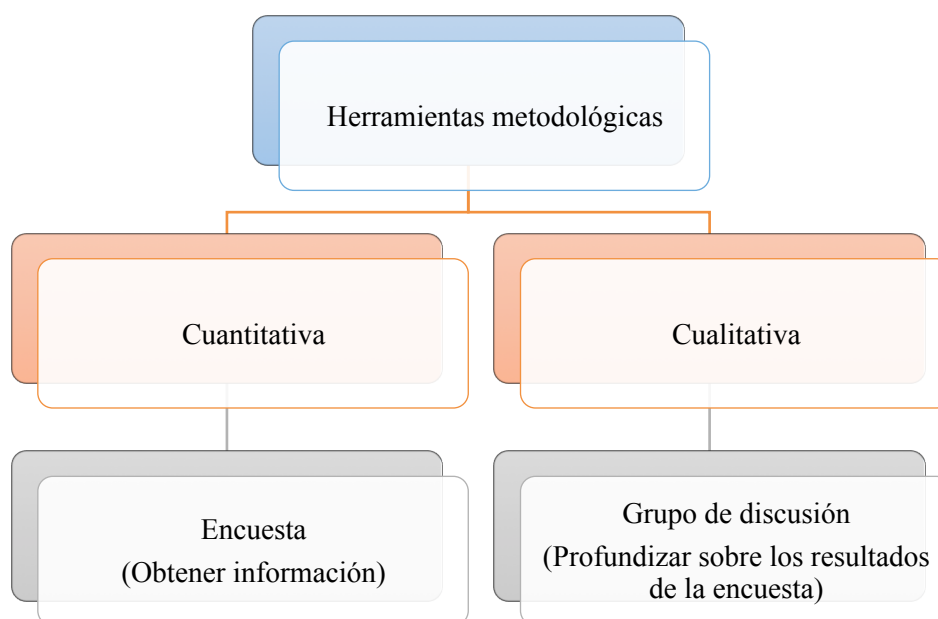 Herramientas metodológicas
Cuantitativa
Cualitativa
Encuesta
(Obtener información)
Grupo de discusión
(Profundizar sobre los resultados
de la encuesta)